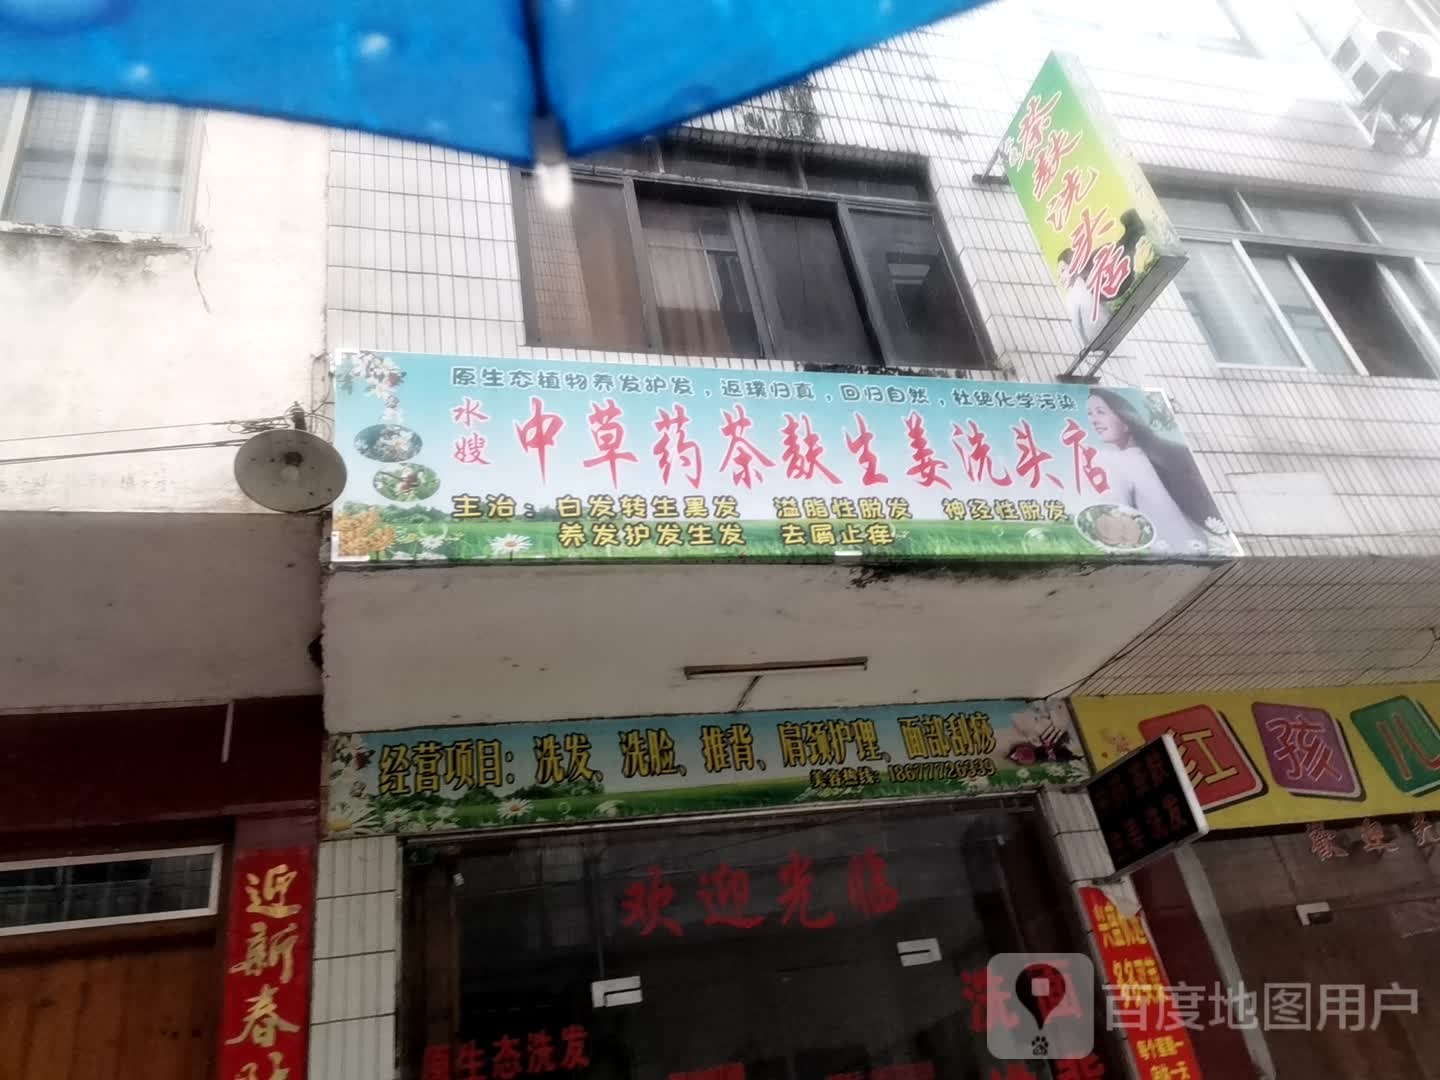 茶麸洗头店
原生态植物养发护发，返璞归真，回归自然，杜绝化学污染
水嫂 中草药茶麸生姜洗头店
主治：白发转生黑发 溢脂性脱发 神经性脱发
养发护发生发 去屑止痒
经营项目：洗发、洗脸、推背、肩颈护理、面部刮痧
美容热线：18677726339
红孩儿
欢迎光临
迎新春
原生态洗发
百度地图用户